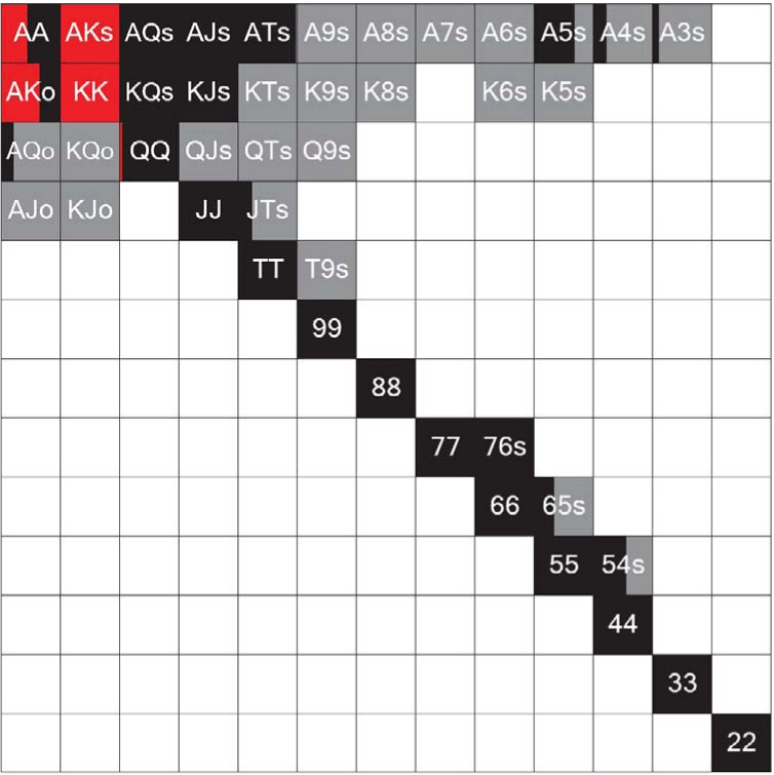 AA AKs AQs AJs ATs A9s A8s A7s A6s A5s A4s A3s
AKo KK KQs KJs KTs K9s K8s K6s K5s
AQo KQo QQ QJs QTs Q9s
AJo KJo JJ JTs
TT T9s
99
88
77 76s
66 65s
55 54s
44
33
22